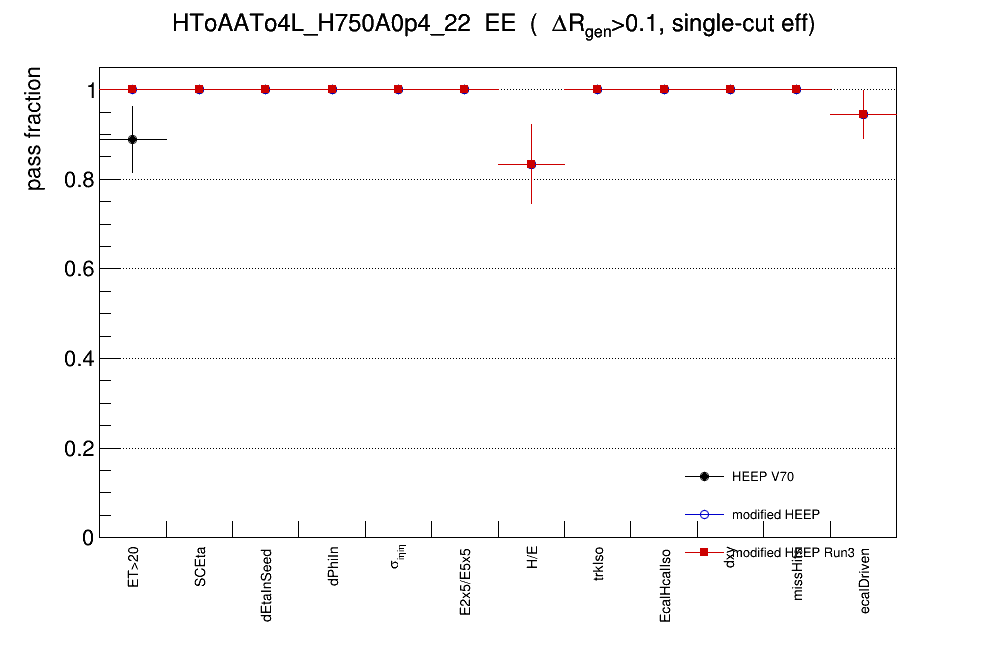 HToAATo4L_H750A0p4_22 EE ( ΔRgen>0.1, single-cut eff)
pass fraction
1
0.8
0.6
0.4
0.2
0
HEEP V70
modified HEEP
modified HEEP Run3
ET>20
SCEta
dEtaInSeed
dPhiIn
σiηiη
E2x5/E5x5
H/E
trkIso
EcalHcalIso
dxy
missHits
ecalDriven